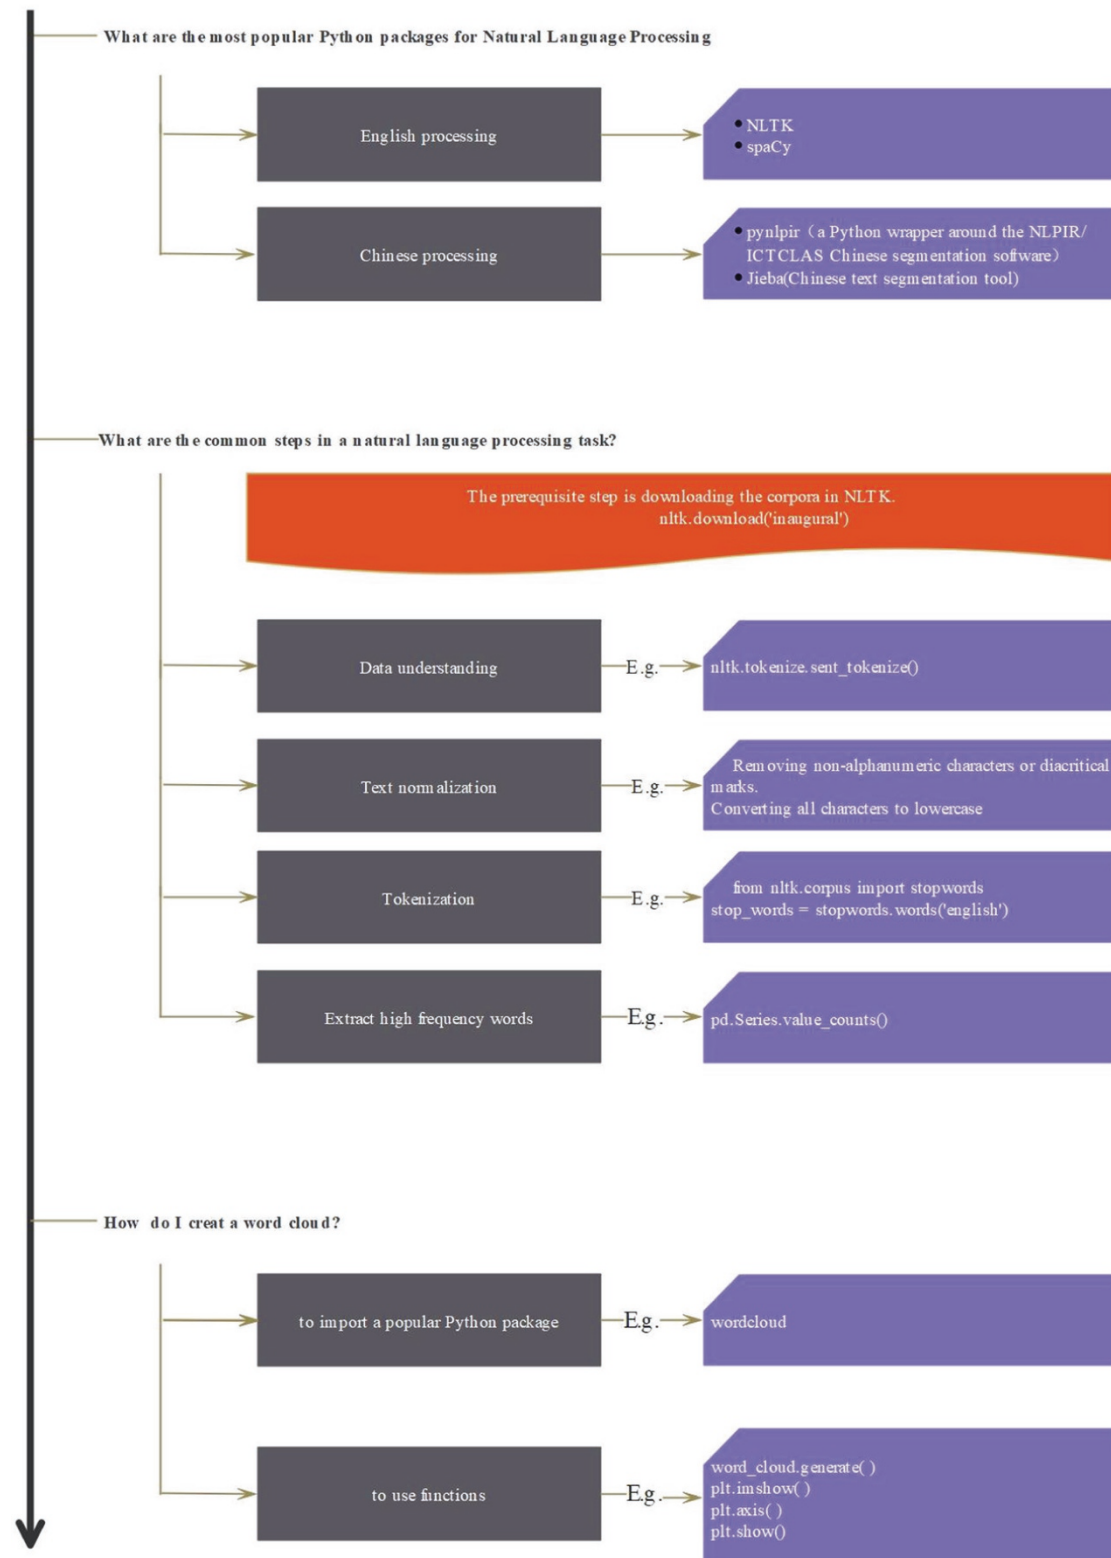 What are the most popular Python packages for Natural Language Processing
English processing
NLTK
spaCy
Chinese processing
pynlpir（a Python wrapper around the NLPIR/
ICTCLAS Chinese segmentation software）
Jieba(Chinese text segmentation tool)
What are the common steps in a natural language processing task?
The prerequisite step is downloading the corpora in NLTK.
nltk.download('inaugural')
Data understanding
E.g.
nltk.tokenize.sent_tokenize()
Text normalization
E.g.
Removing non-alphanumeric characters or diacritical
marks.
Converting all characters to lowercase
Tokenization
E.g.
from nltk.corpus import stopwords
stop_words = stopwords.words('english')
Extract high frequency words
E.g.
pd.Series.value_counts()
How do I creat a word cloud?
to import a popular Python package
E.g.
wordcloud
to use functions
E.g.
word_cloud.generate( )
plt.imshow( )
plt.axis( )
plt.show()